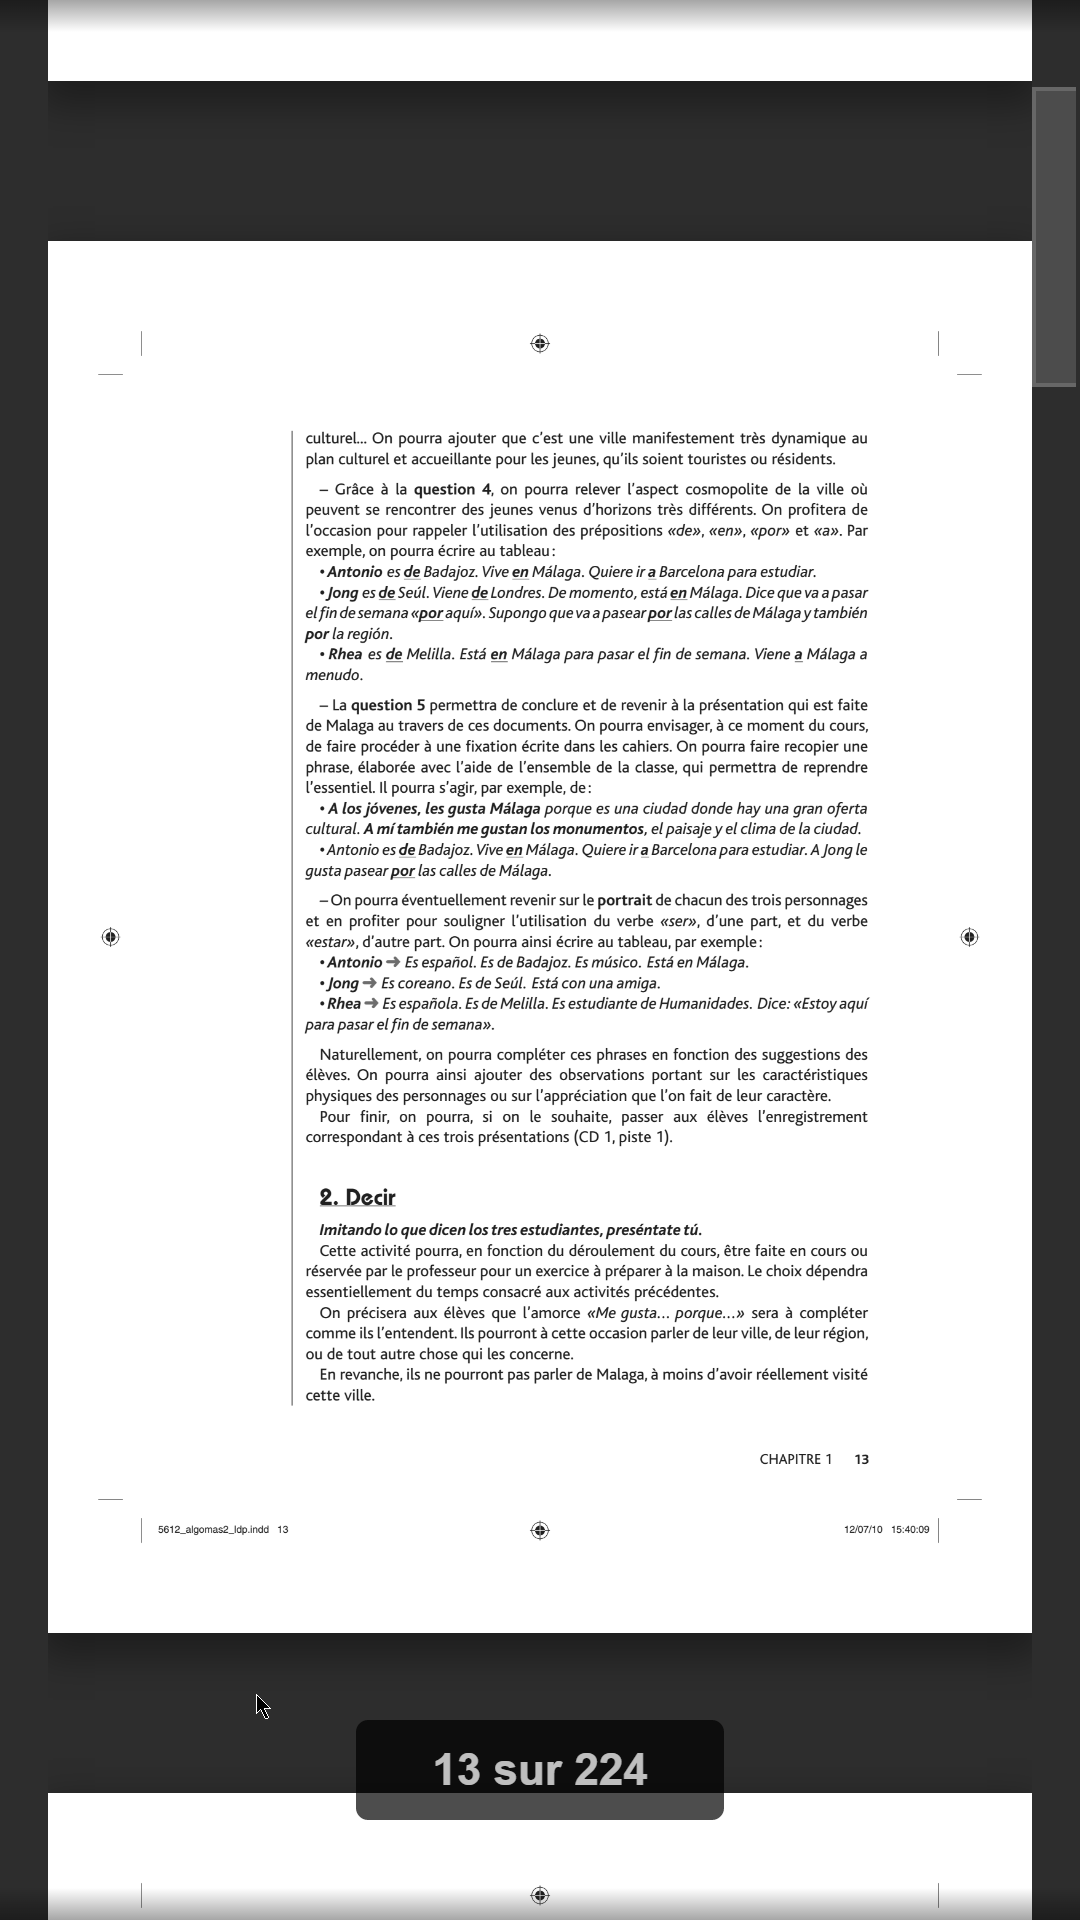 culturel... On pourra ajouter que c'est une ville manifestement très dynamique au
plan culturel et accueillante pour les jeunes, qu'ils soient touristes ou résidents.
– Grâce à la question 4, on pourra relever l'aspect cosmopolite de la ville où
peuvent se rencontrer des jeunes venus d'horizons très différents. On profitera de
l'occasion pour rappeler l'utilisation des prépositions «de», «en», «por» et «a». Par
exemple, on pourra écrire au tableau :
• Antonio es de Badajoz. Vive en Málaga. Quiere ir a Barcelona para estudiar.
• Jong es de Seúl. Viene de Londres. De momento, está en Málaga. Dice que va a pasar
el fin de semana «por aquí». Supongo que va a pasear por las calles de Málaga y también
por la región.
• Rhea es de Melilla. Está en Málaga para pasar el fin de semana. Viene a Málaga a
menudo.
– La question 5 permettra de conclure et de revenir à la présentation qui est faite
de Malaga au travers de ces documents. On pourra envisager, à ce moment du cours,
de faire procéder à une fixation écrite dans les cahiers. On pourra faire recopier une
phrase, élaborée avec l'aide de l'ensemble de la classe, qui permettra de reprendre
l'essentiel. Il pourra s'agir, par exemple, de :
• A los jóvenes, les gusta Málaga porque es una ciudad donde hay una gran oferta
cultural. A mí también me gustan los monumentos, el paisaje y el clima de la ciudad.
• Antonio es de Badajoz. Vive en Málaga. Quiere ir a Barcelona para estudiar. A Jong le
gusta pasear por las calles de Málaga.
– On pourra éventuellement revenir sur le portrait de chacun des trois personnages
et en profiter pour souligner l'utilisation du verbe «ser», d'une part, et du verbe
«estar», d'autre part. On pourra ainsi écrire au tableau, par exemple :
• Antonio ➜ Es español. Es de Badajoz. Es músico. Está en Málaga.
• Jong ➜ Es coreano. Es de Seúl. Está con una amiga.
• Rhea ➜ Es española. Es de Melilla. Es estudiante de Humanidades. Dice: «Estoy aquí
para pasar el fin de semana».
Naturellement, on pourra compléter ces phrases en fonction des suggestions des
élèves. On pourra ainsi ajouter des observations portant sur les caractéristiques
physiques des personnages ou sur l'appréciation que l'on fait de leur caractère.
Pour finir, on pourra, si on le souhaite, passer aux élèves l'enregistrement
correspondant à ces trois présentations (CD 1, piste 1).
2. Decir
Imitando lo que dicen los tres estudiantes, preséntate tú.
Cette activité pourra, en fonction du déroulement du cours, être faite en cours ou
réservée par le professeur pour un exercice à préparer à la maison. Le choix dépendra
essentiellement du temps consacré aux activités précédentes.
On précisera aux élèves que l'amorce «Me gusta... porque...» sera à compléter
comme ils l'entendent. Ils pourront à cette occasion parler de leur ville, de leur région,
ou de tout autre chose qui les concerne.
En revanche, ils ne pourront pas parler de Malaga, à moins d'avoir réellement visité
cette ville.
CHAPITRE 1 13
5612_algomas2_ldp.indd 13 12/07/10 15:40:09
13 sur 224